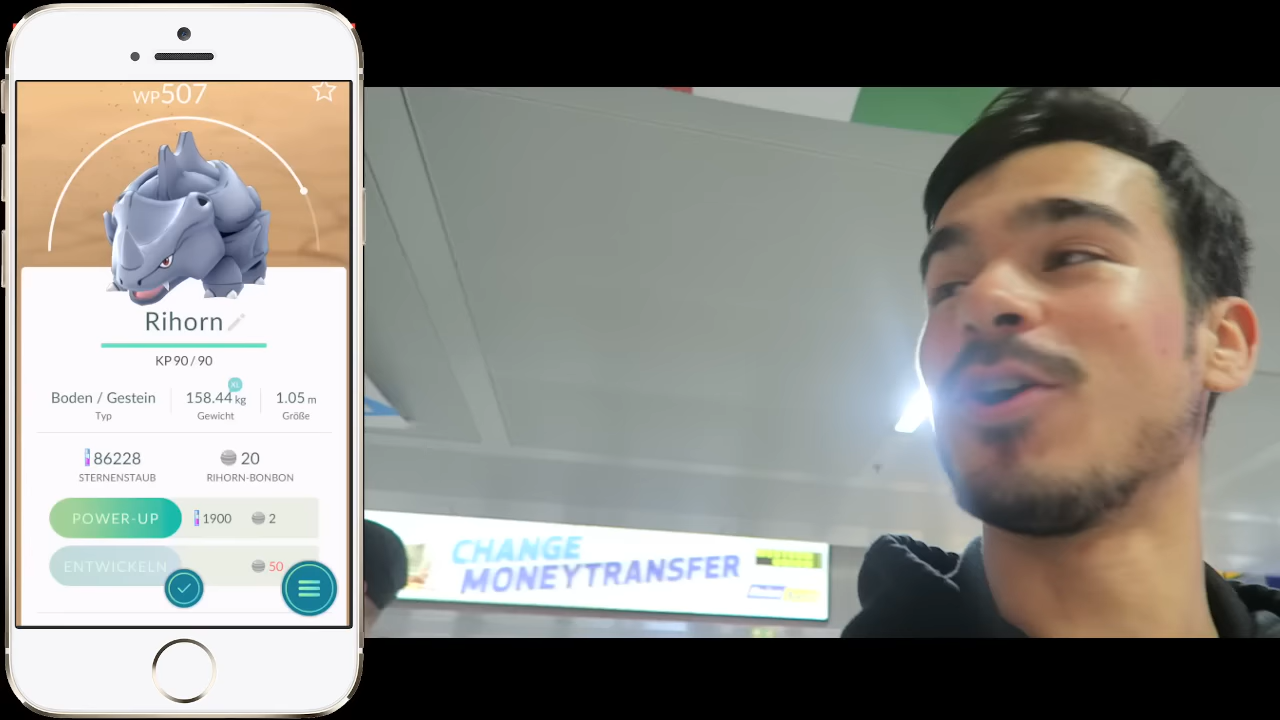 WP507
Rihorn
KP 90 / 90
XL
Boden / Gestein 158.44 kg 1.05 m
Typ Gewicht Größe
86228 20
STERNENSTAUB RIHORN-BONBON
POWER-UP 1900 2
ENTWICKELN 50
CHANGE
MONEYTRANSFER